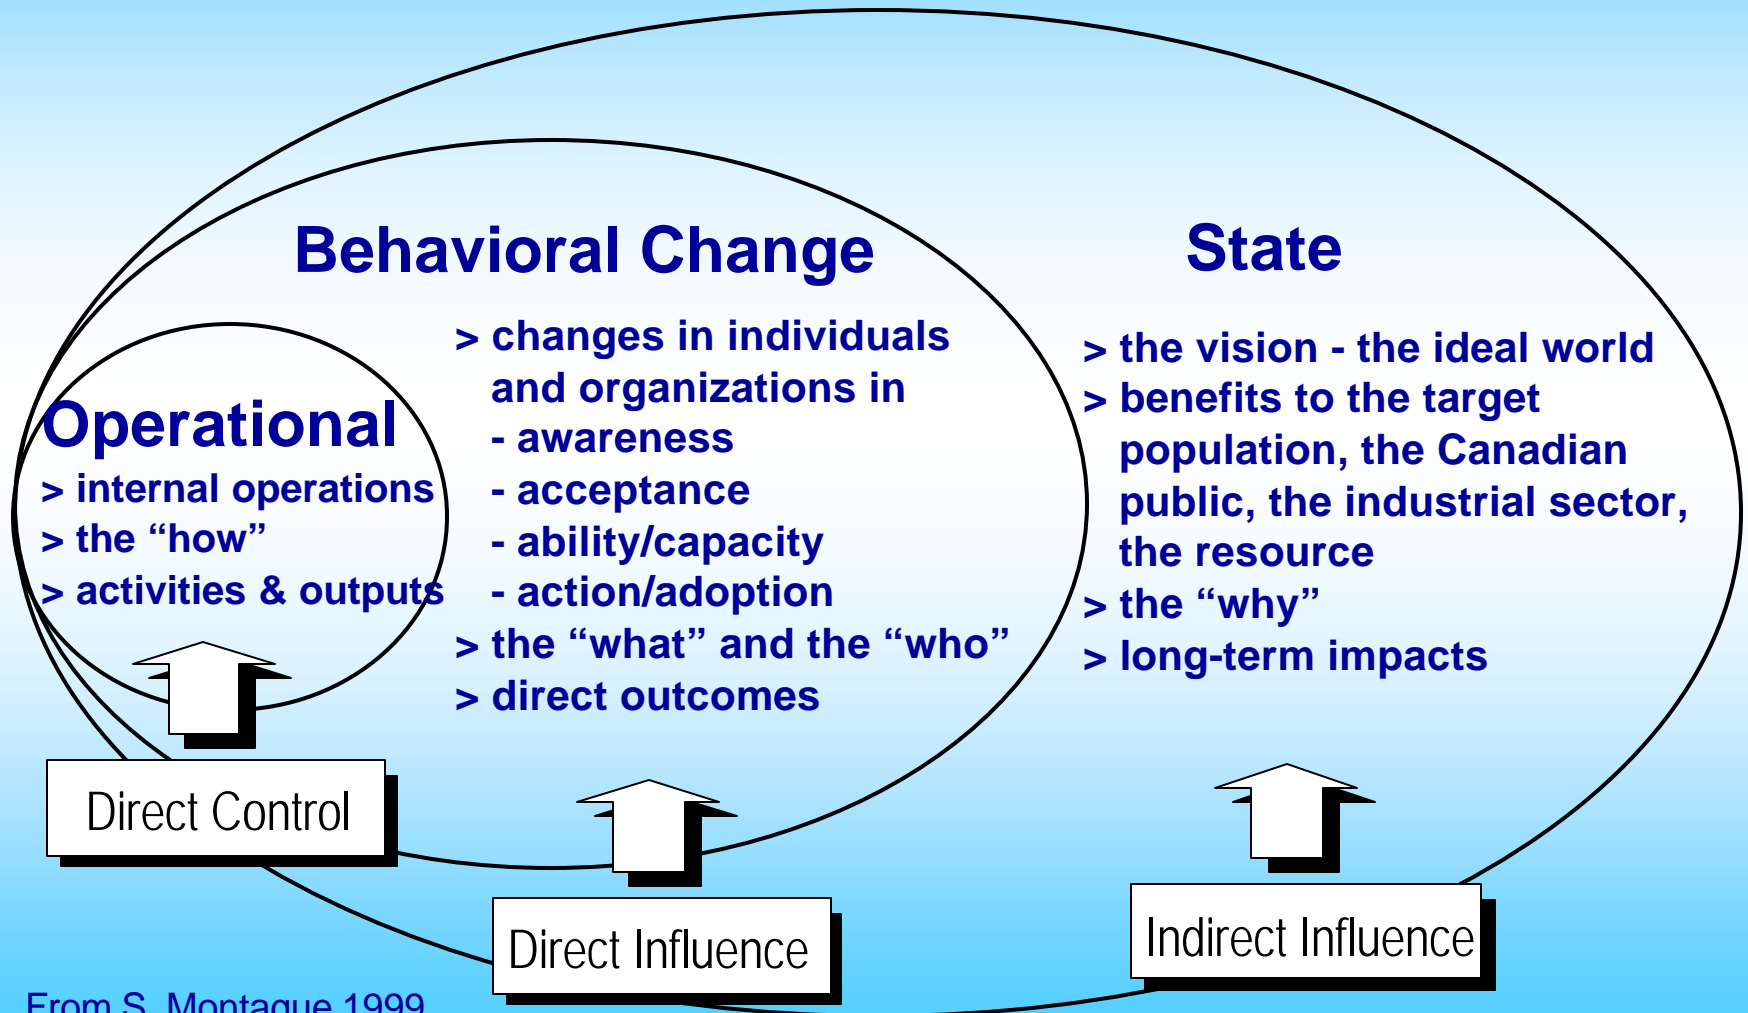 Behavioral Change
State
Operational
> internal operations
> the “how”
> activities & outputs
> changes in individuals
and organizations in
- awareness
- acceptance
- ability/capacity
- action/adoption
> the “what” and the “who”
> direct outcomes
> the vision - the ideal world
> benefits to the target
population, the Canadian
public, the industrial sector,
the resource
> the “why”
> long-term impacts
Direct Control
Direct Influence
Indirect Influence
From S. Montague 1999